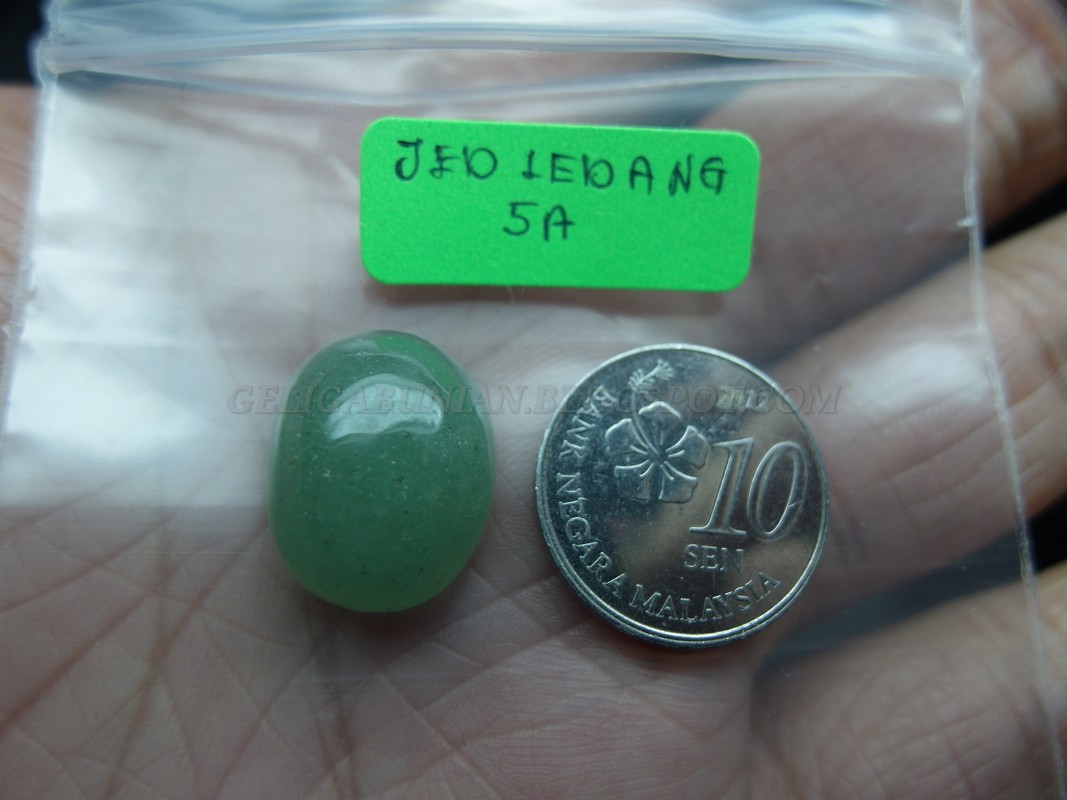 JED LEDANG
5A
GELIGABUNIAN.BLOGSPOT.COM
10
SEN
BANK NEGARA MALAYSIA